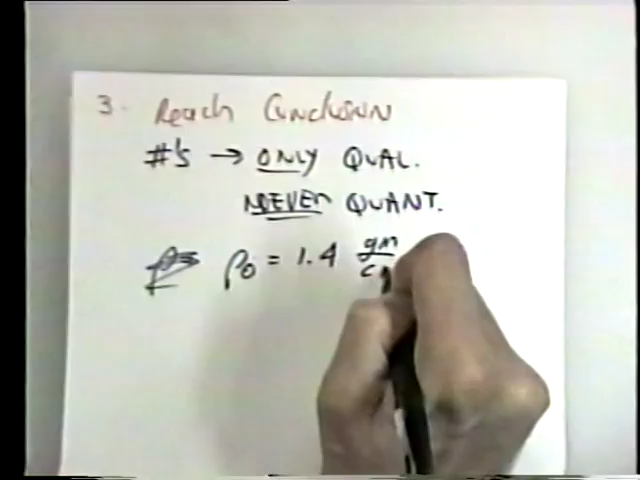 3. Reach Conclusion
#'s → ONLY QUAL.
NEVER QUANT.
ρ₀ = 1.4 gm/c